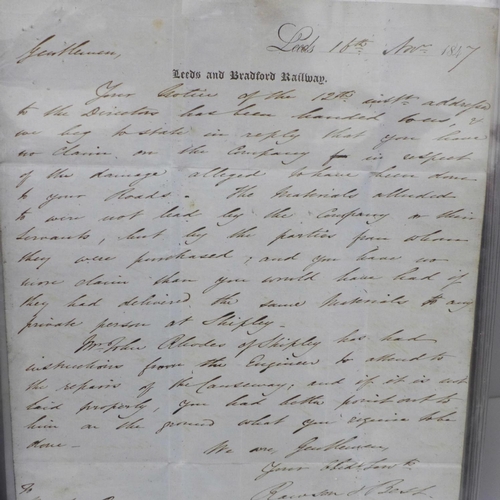 Leeds 16th Novr 1847
Gentlemen,
Leeds and Bradford Railway.
Your Notice of the 12th instt. addressed
to the Directors has been handed to us &
we beg to state in reply that you have
no claim on the Company in respect
of the damage alleged to have been done
to your Roads. The Materials alluded
to were not lead by the Company or their
Servants, but by the parties from whom
they were purchased; and you have no
more claim than you would have had if
they had delivered the same Materials to any
private person at Shipley.
Mr. John Rhodes of Shipley has had
instructions from the Engineer to attend to
the repairs of the Causeway; and if it is not
laid properly, you had better point out to
him on the ground what you require to be
done.
We are, Gentlemen,
Your Obedt. Servts.
Rawson &
To